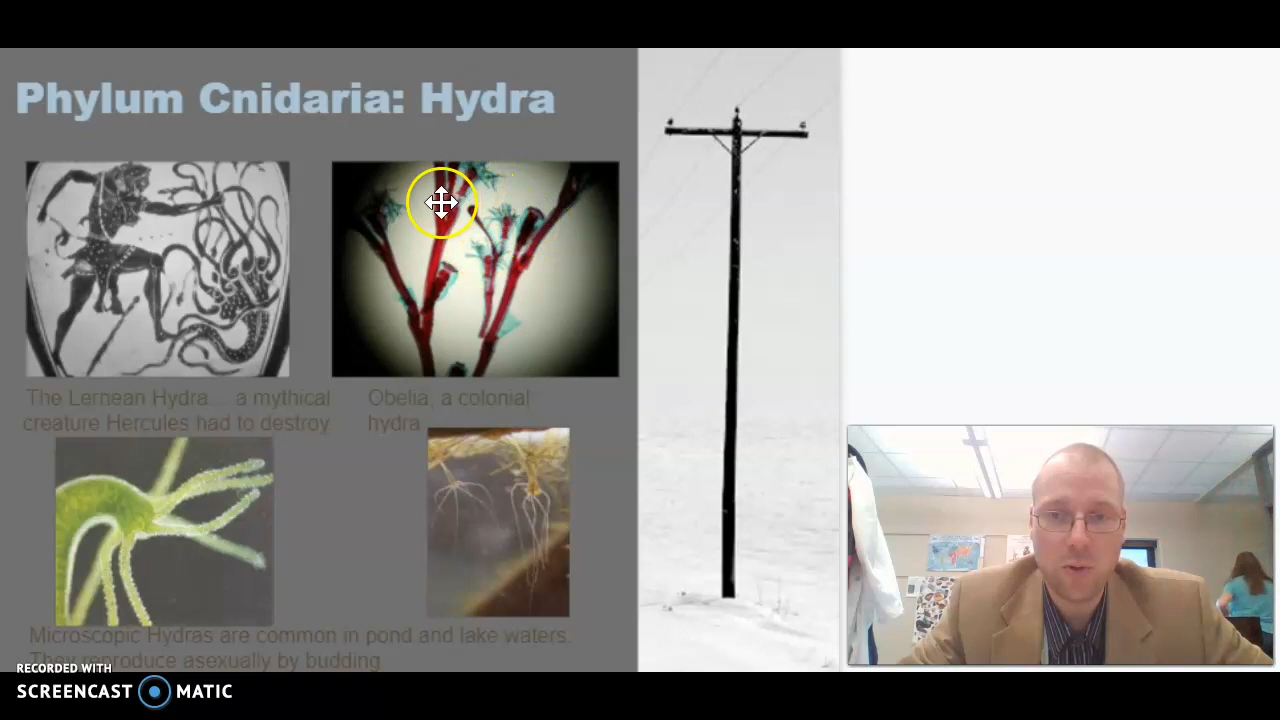 Phylum Cnidaria: Hydra
The Lernean Hydra... a mythical
creature Hercules had to destroy
Obelia, a colonial
hydra
Microscopic Hydras are common in pond and lake waters.
They reproduce asexually by budding
RECORDED WITH
SCREENCAST MATIC